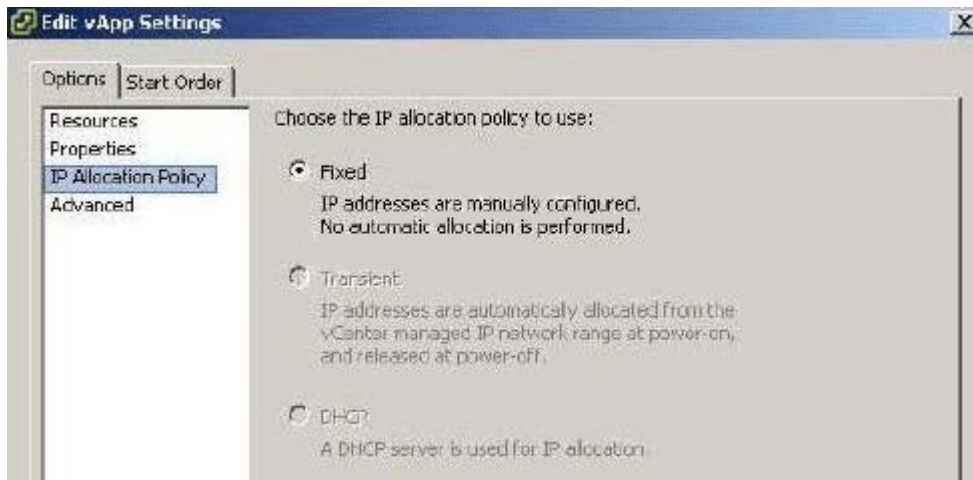 Edit vApp Settings
X
Options
Start Order
Resources
Properties
IP Allocation Policy
Advanced
Choose the IP allocation policy to use:
Fixed
IP addresses are manually configured.
No automatic allocation is performed.
Transient
IP addresses are automatically allocated from the
vCenter managed IP network range at power-on,
and released at power-off.
DHCP
A DHCP server is used for IP allocation.